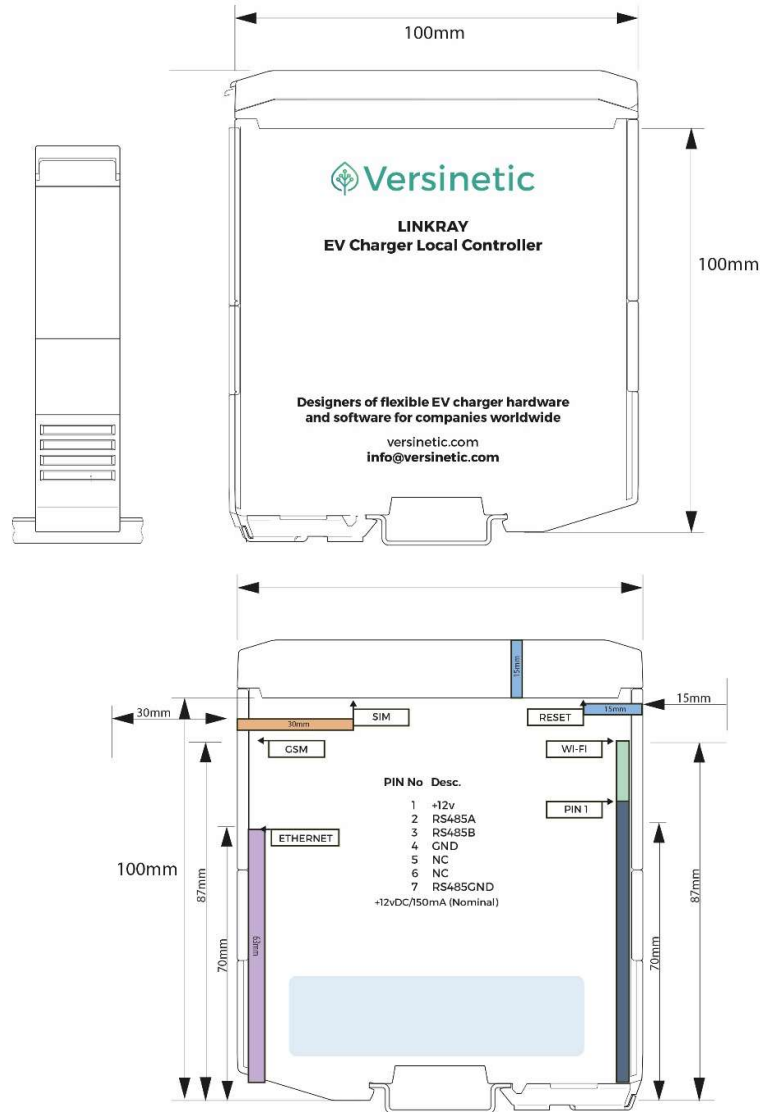 100mm
Versinetic
LINKRAY
EV Charger Local Controller
100mm
Designers of flexible EV charger hardware
and software for companies worldwide
versinetic.com
info@versinetic.com
15mm
30mm
15mm
15mm
30mm
SIM
RESET
GSM
WI-FI
PIN No Desc.
1 +12v
PIN 1
2 RS485A
3 RS485B
ETHERNET
4 GND
5 NC
6 NC
7 RS485GND
+12vDC/150mA (Nominal)
100mm
87mm
70mm
63mm
70mm
87mm